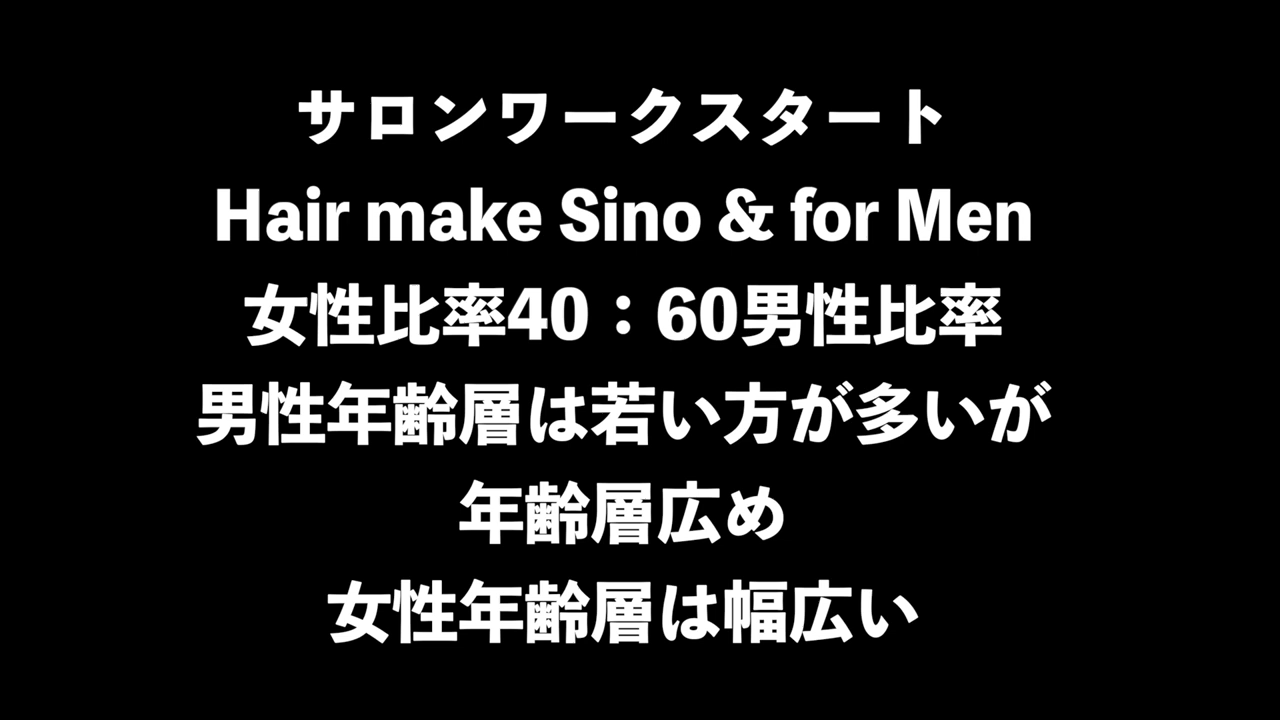 サロンワークスタート
Hair make Sino & for Men
女性比率40：60男性比率
男性年齢層は若い方が多いが
年齢層広め
女性年齢層は幅広い